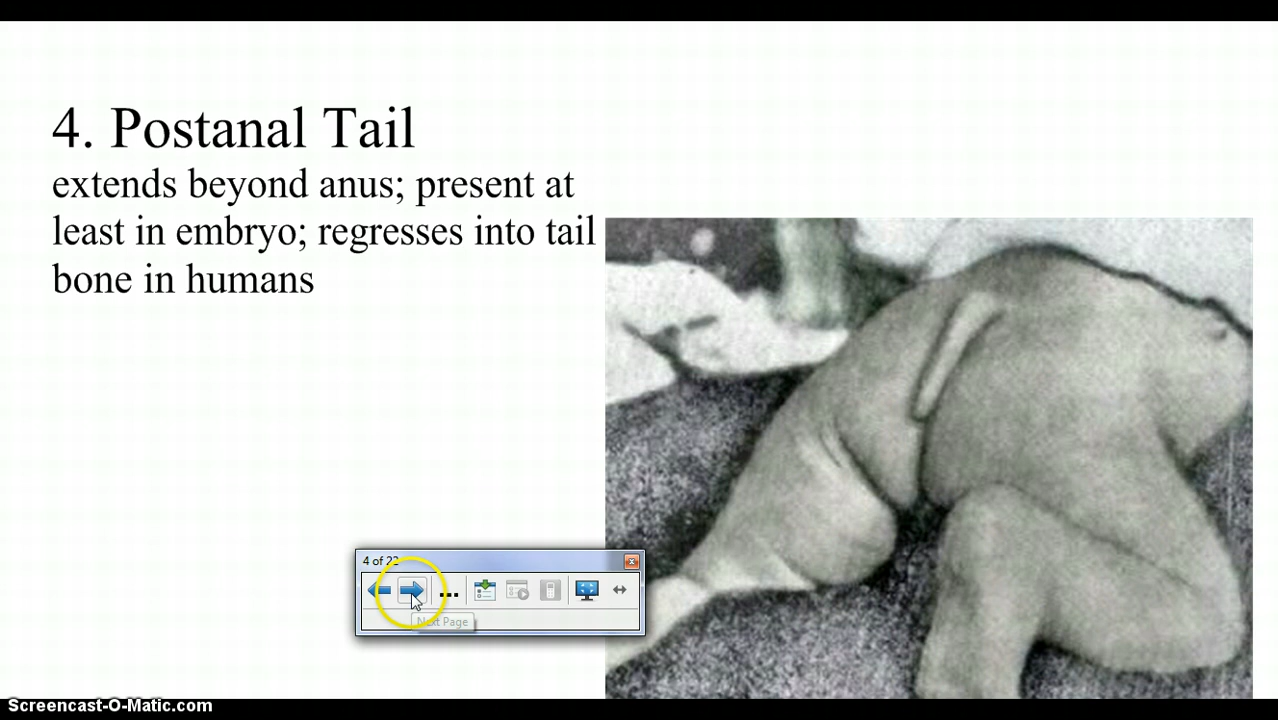 4. Postanal Tail
extends beyond anus; present at
least in embryo; regresses into tail
bone in humans
4 of 22
...
Next Page
Screencast-O-Matic.com